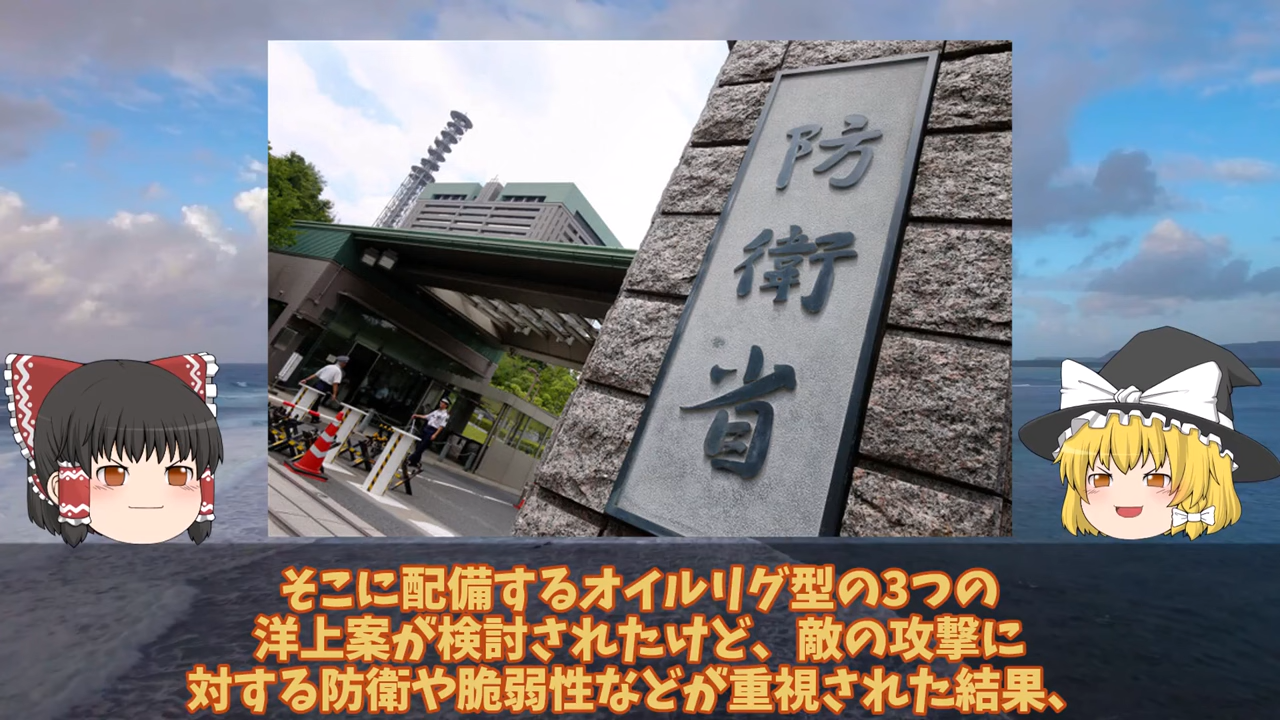 防衛省
そこに配備するオイルリグ型の3つの
洋上案が検討されたけど、敵の攻撃に
対する防衛や脆弱性などが重視された結果、